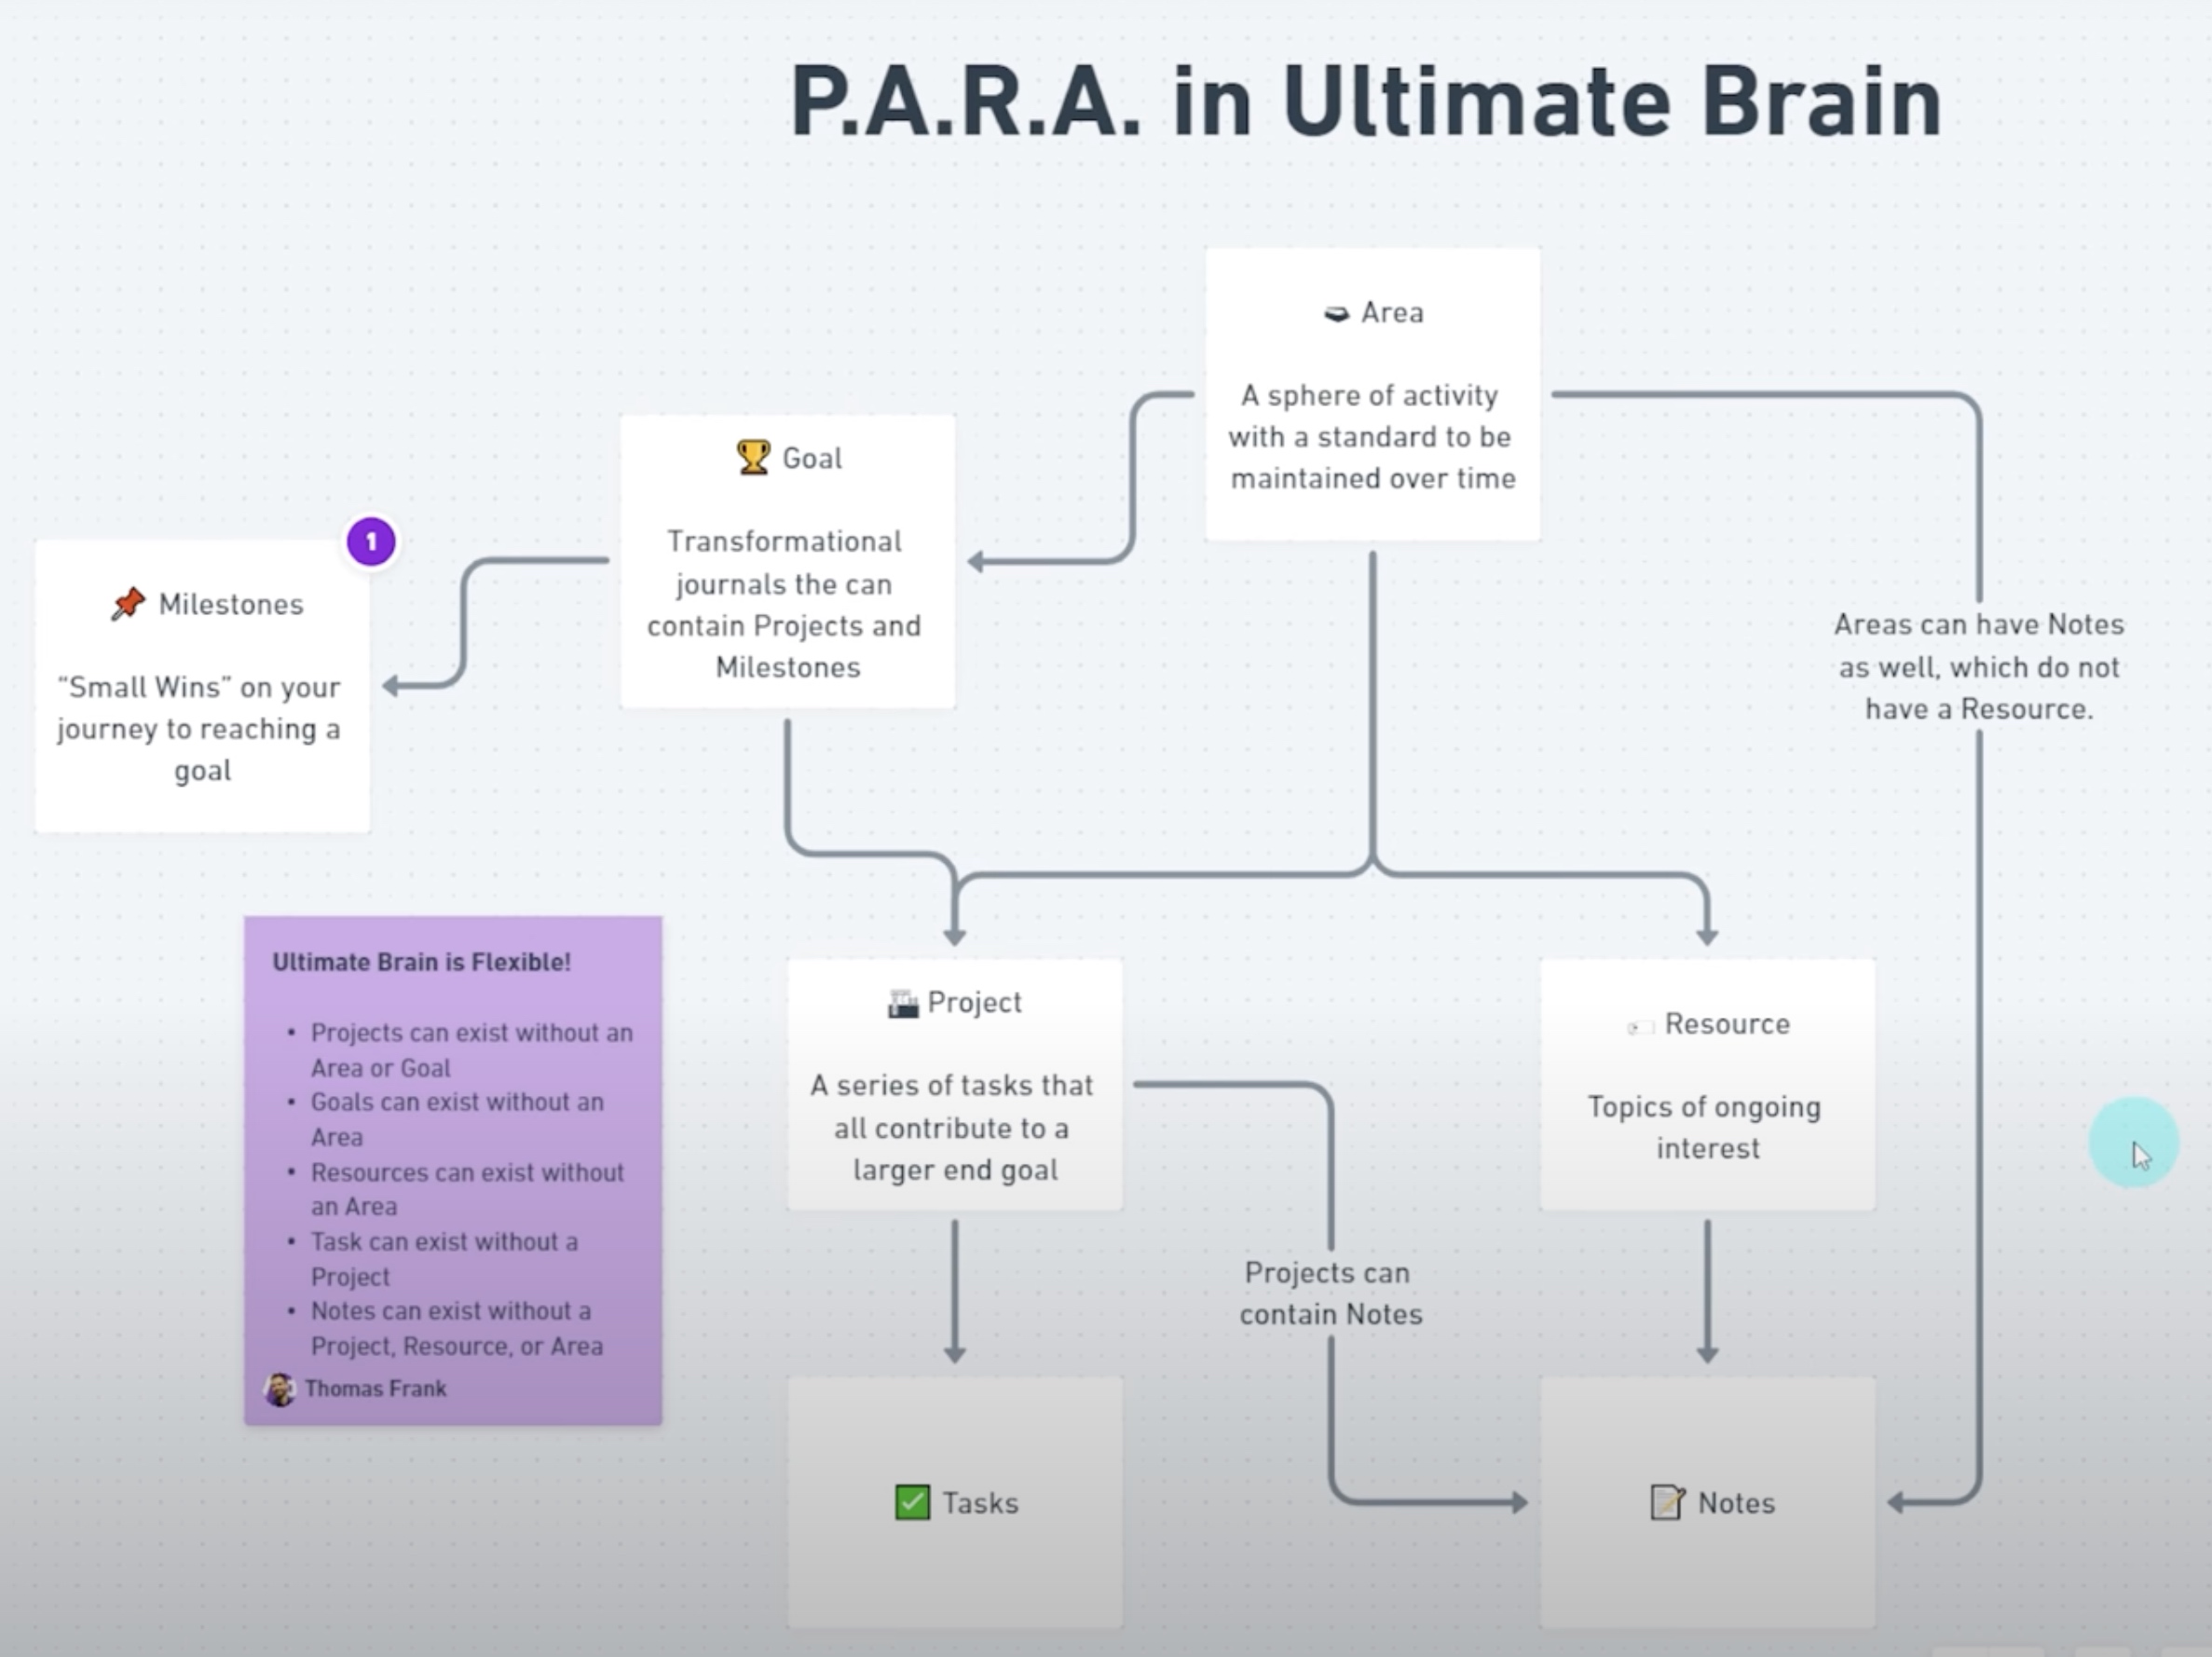 P.A.R.A. in Ultimate Brain
Area
A sphere of activity
with a standard to be
maintained over time
Goal
Transformational
journals the can
contain Projects and
Milestones
1
Milestones
“Small Wins” on your
journey to reaching a
goal
Areas can have Notes
as well, which do not
have a Resource.
Ultimate Brain is Flexible!
• Projects can exist without an
Area or Goal
• Goals can exist without an
Area
• Resources can exist without
an Area
• Task can exist without a
Project
• Notes can exist without a
Project, Resource, or Area
Thomas Frank
Project
A series of tasks that
all contribute to a
larger end goal
Resource
Topics of ongoing
interest
Projects can
contain Notes
Tasks
Notes